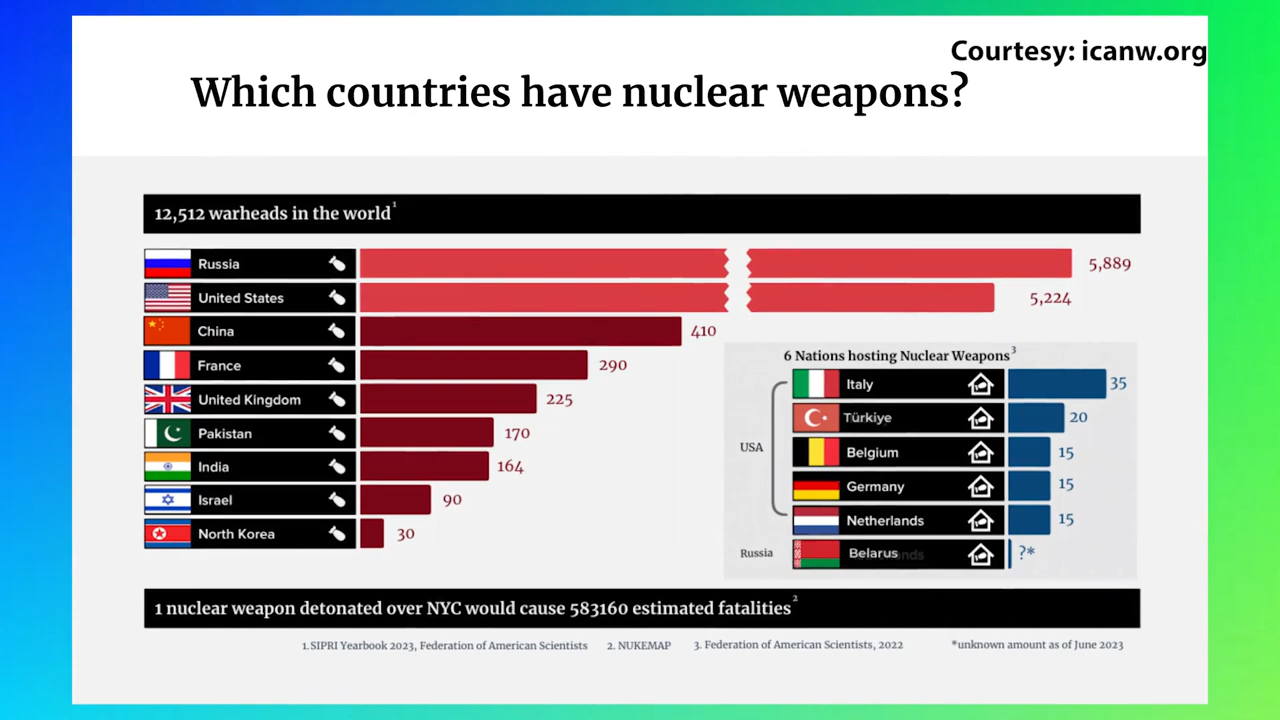 Courtesy: icanw.org
Which countries have nuclear weapons?
12,512 warheads in the world¹
Russia 5,889
United States 5,224
China 410
France 290
United Kingdom 225
Pakistan 170
India 164
Israel 90
North Korea 30
6 Nations hosting Nuclear Weapons³
USA
Italy 35
Türkiye 20
Belgium 15
Germany 15
Netherlands 15
Russia
Belarus ?*
1 nuclear weapon detonated over NYC would cause 583160 estimated fatalities²
1. SIPRI Yearbook 2023, Federation of American Scientists 2. NUKEMAP 3. Federation of American Scientists, 2022 *unknown amount as of June 2023